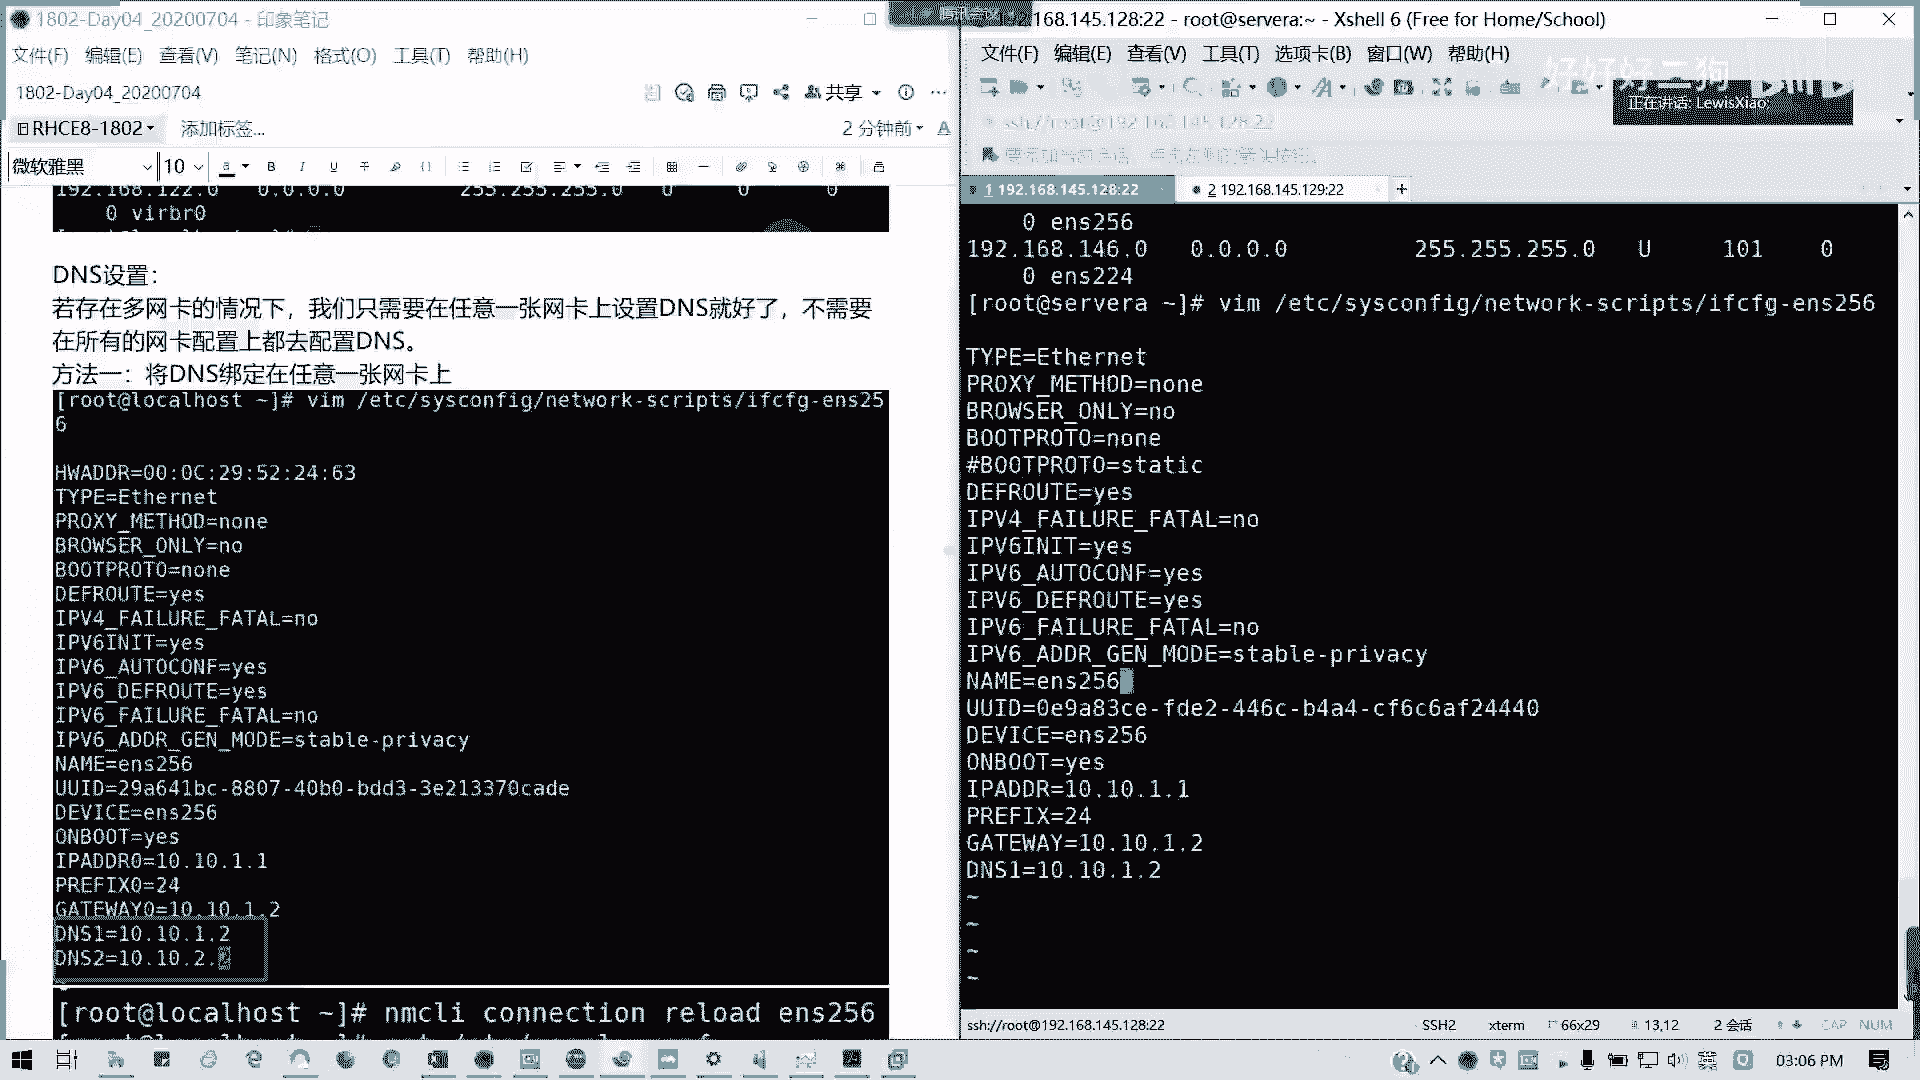 1802-Day04_20200704 - 印象笔记
文件(F) 编辑(E) 查看(V) 笔记(N) 格式(O) 工具(T) 帮助(H)
1802-Day04_20200704
共享
RHCE8-1802
添加标签...
2 分钟前
微软雅黑
10
192.168.122.0 0.0.0.0 255.255.255.0 U 0 0
0 virbr0
DNS设置：
若存在多网卡的情况下，我们只需要在任意一张网卡上设置DNS就好了，不需要
在所有的网卡配置上都去配置DNS。
方法一：将DNS绑定在任意一张网卡上
[root@localhost ~]# vim /etc/sysconfig/network-scripts/ifcfg-ens25
6
HWADDR=00:0C:29:52:24:63
TYPE=Ethernet
PROXY_METHOD=none
BROWSER_ONLY=no
BOOTPROTO=none
DEFROUTE=yes
IPV4_FAILURE_FATAL=no
IPV6INIT=yes
IPV6_AUTOCONF=yes
IPV6_DEFROUTE=yes
IPV6_FAILURE_FATAL=no
IPV6_ADDR_GEN_MODE=stable-privacy
NAME=ens256
UUID=29a641bc-8807-40b0-bdd3-3e213370cade
DEVICE=ens256
ONBOOT=yes
IPADDR0=10.10.1.1
PREFIX0=24
GATEWAY0=10.10.1.2
DNS1=10.10.1.2
DNS2=10.10.2.
[root@localhost ~]# nmcli connection reload ens256
192.168.145.128:22 - root@servera:~ - Xshell 6 (Free for Home/School)
文件(F) 编辑(E) 查看(V) 工具(T) 选项卡(B) 窗口(W) 帮助(H)
好好好二狗
正在讲话: LewisXiao;
ssh://root@192.168.145.128:22
1 192.168.145.128:22
2 192.168.145.129:22
0 ens256
192.168.146.0 0.0.0.0 255.255.255.0 U 101 0
0 ens224
[root@servera ~]# vim /etc/sysconfig/network-scripts/ifcfg-ens256
TYPE=Ethernet
PROXY_METHOD=none
BROWSER_ONLY=no
BOOTPROTO=none
#BOOTPROTO=static
DEFROUTE=yes
IPV4_FAILURE_FATAL=no
IPV6INIT=yes
IPV6_AUTOCONF=yes
IPV6_DEFROUTE=yes
IPV6_FAILURE_FATAL=no
IPV6_ADDR_GEN_MODE=stable-privacy
NAME=ens256
UUID=0e9a83ce-fde2-446c-b4a4-cf6c6af24440
DEVICE=ens256
ONBOOT=yes
IPADDR=10.10.1.1
PREFIX=24
GATEWAY=10.10.1.2
DNS1=10.10.1.2
~
~
~
~
ssh://root@192.168.145.128:22 SSH2 xterm 66x29 13,12 2 会话 CAP NUM
03:06 PM